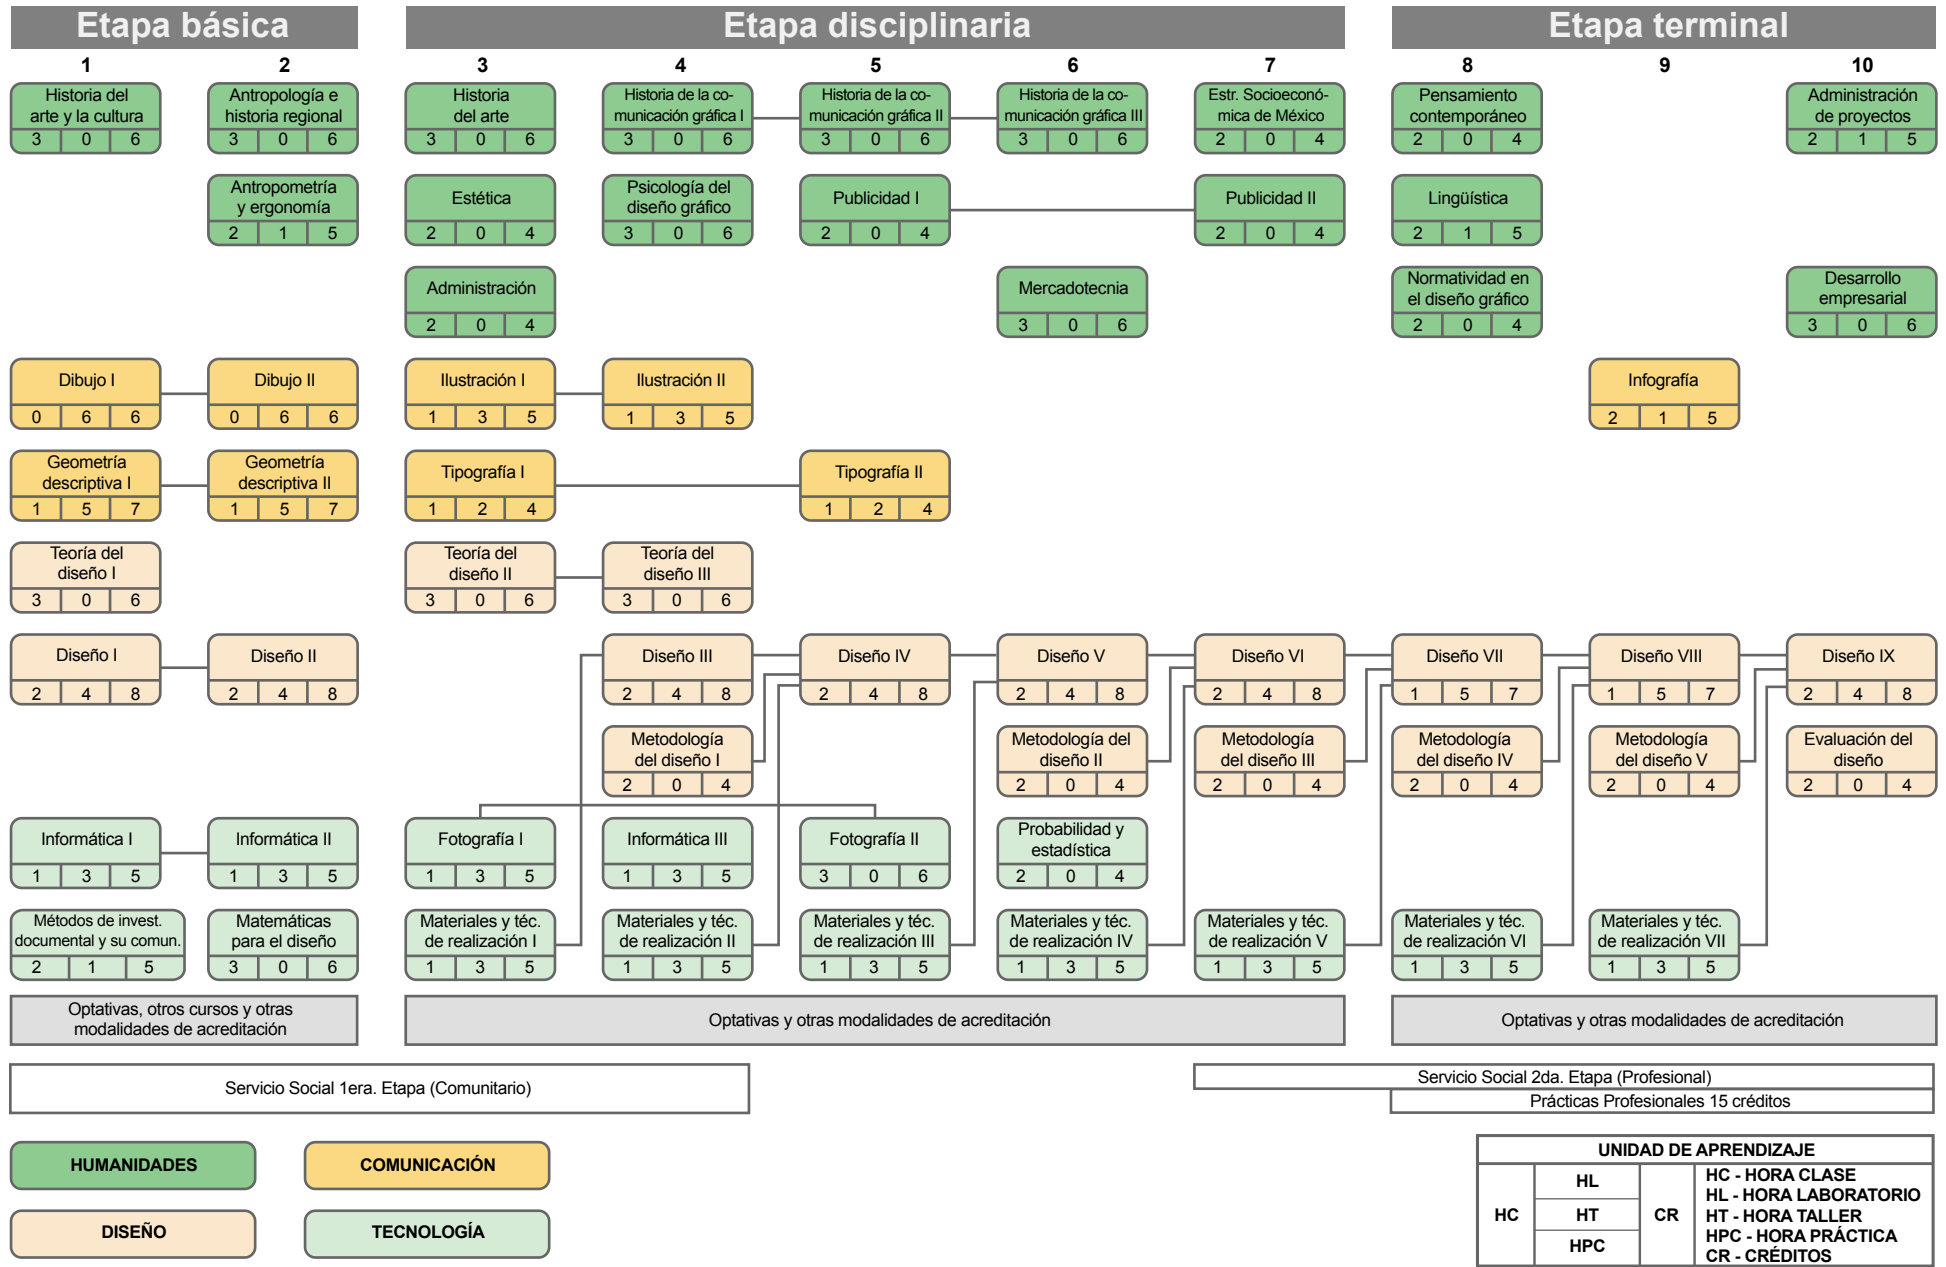 Etapa básica
Etapa disciplinaria
Etapa terminal
1 2 3 4 5 6 7 8 9 10
Historia del
arte y la cultura
3 0 6
Antropología e
historia regional
3 0 6
Historia
del arte
3 0 6
Historia de la co-
municación gráfica I
3 0 6
Historia de la co-
municación gráfica II
3 0 6
Historia de la co-
municación gráfica III
3 0 6
Estr. Socioeconó-
mica de México
2 0 4
Pensamiento
contemporáneo
2 0 4
Administración
de proyectos
2 1 5
Antropometría
y ergonomía
2 1 5
Estética
2 0 4
Psicología del
diseño gráfico
3 0 6
Publicidad I
2 0 4
Publicidad II
2 0 4
Lingüística
2 1 5
Administración
2 0 4
Mercadotecnia
3 0 6
Normatividad en
el diseño gráfico
2 0 4
Desarrollo
empresarial
3 0 6
Dibujo I
0 6 6
Dibujo II
0 6 6
Ilustración I
1 3 5
Ilustración II
1 3 5
Infografía
2 1 5
Geometría
descriptiva I
1 5 7
Geometría
descriptiva II
1 5 7
Tipografía I
1 2 4
Tipografía II
1 2 4
Teoría del
diseño I
3 0 6
Teoría del
diseño II
3 0 6
Teoría del
diseño III
3 0 6
Diseño I
2 4 8
Diseño II
2 4 8
Diseño III
2 4 8
Diseño IV
2 4 8
Diseño V
2 4 8
Diseño VI
2 4 8
Diseño VII
1 5 7
Diseño VIII
1 5 7
Diseño IX
2 4 8
Metodología
del diseño I
2 0 4
Metodología del
diseño II
2 0 4
Metodología
del diseño III
2 0 4
Metodología
del diseño IV
2 0 4
Metodología
del diseño V
2 0 4
Evaluación del
diseño
2 0 4
Informática I
1 3 5
Informática II
1 3 5
Fotografía I
1 3 5
Informática III
1 3 5
Fotografía II
3 0 6
Probabilidad y
estadística
2 0 4
Métodos de invest.
documental y su comun.
2 1 5
Matemáticas
para el diseño
3 0 6
Materiales y téc.
de realización I
1 3 5
Materiales y téc.
de realización II
1 3 5
Materiales y téc.
de realización III
1 3 5
Materiales y téc.
de realización IV
1 3 5
Materiales y téc.
de realización V
1 3 5
Materiales y téc.
de realización VI
1 3 5
Materiales y téc.
de realización VII
1 3 5
Optativas, otros cursos y otras
modalidades de acreditación
Optativas y otras modalidades de acreditación
Optativas y otras modalidades de acreditación
Servicio Social 1era. Etapa (Comunitario)
Servicio Social 2da. Etapa (Profesional)
Prácticas Profesionales 15 créditos
HUMANIDADES
COMUNICACIÓN
DISEÑO
TECNOLOGÍA
UNIDAD DE APRENDIZAJE
HC
HL
HT
HPC
CR
HC - HORA CLASE
HL - HORA LABORATORIO
HT - HORA TALLER
HPC - HORA PRÁCTICA
CR - CRÉDITOS